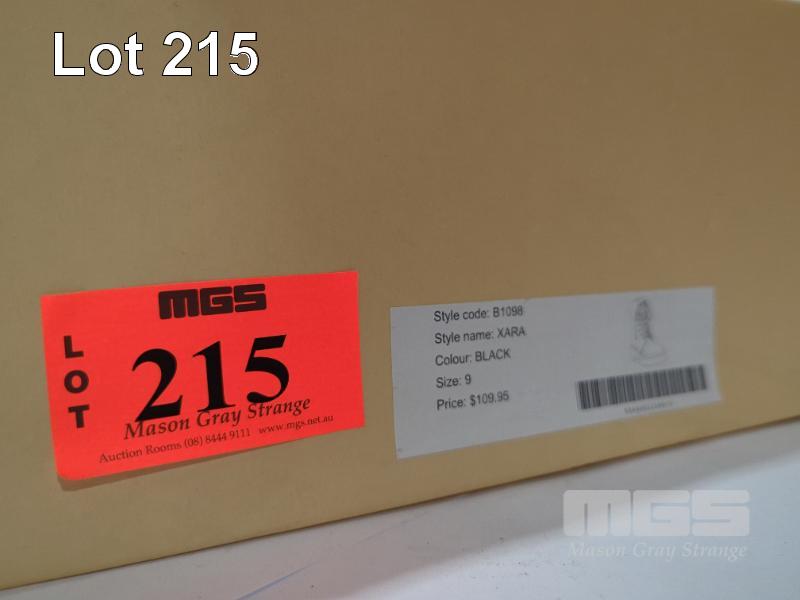 Lot 215
MGS
LOT
215
Mason Gray Strange
Auction Rooms (08) 8444 9111 www.mgs.net.au
Style code: B1098
Style name: XARA
Colour: BLACK
Size: 9
Price: $109.95
MGS
Mason Gray Strange